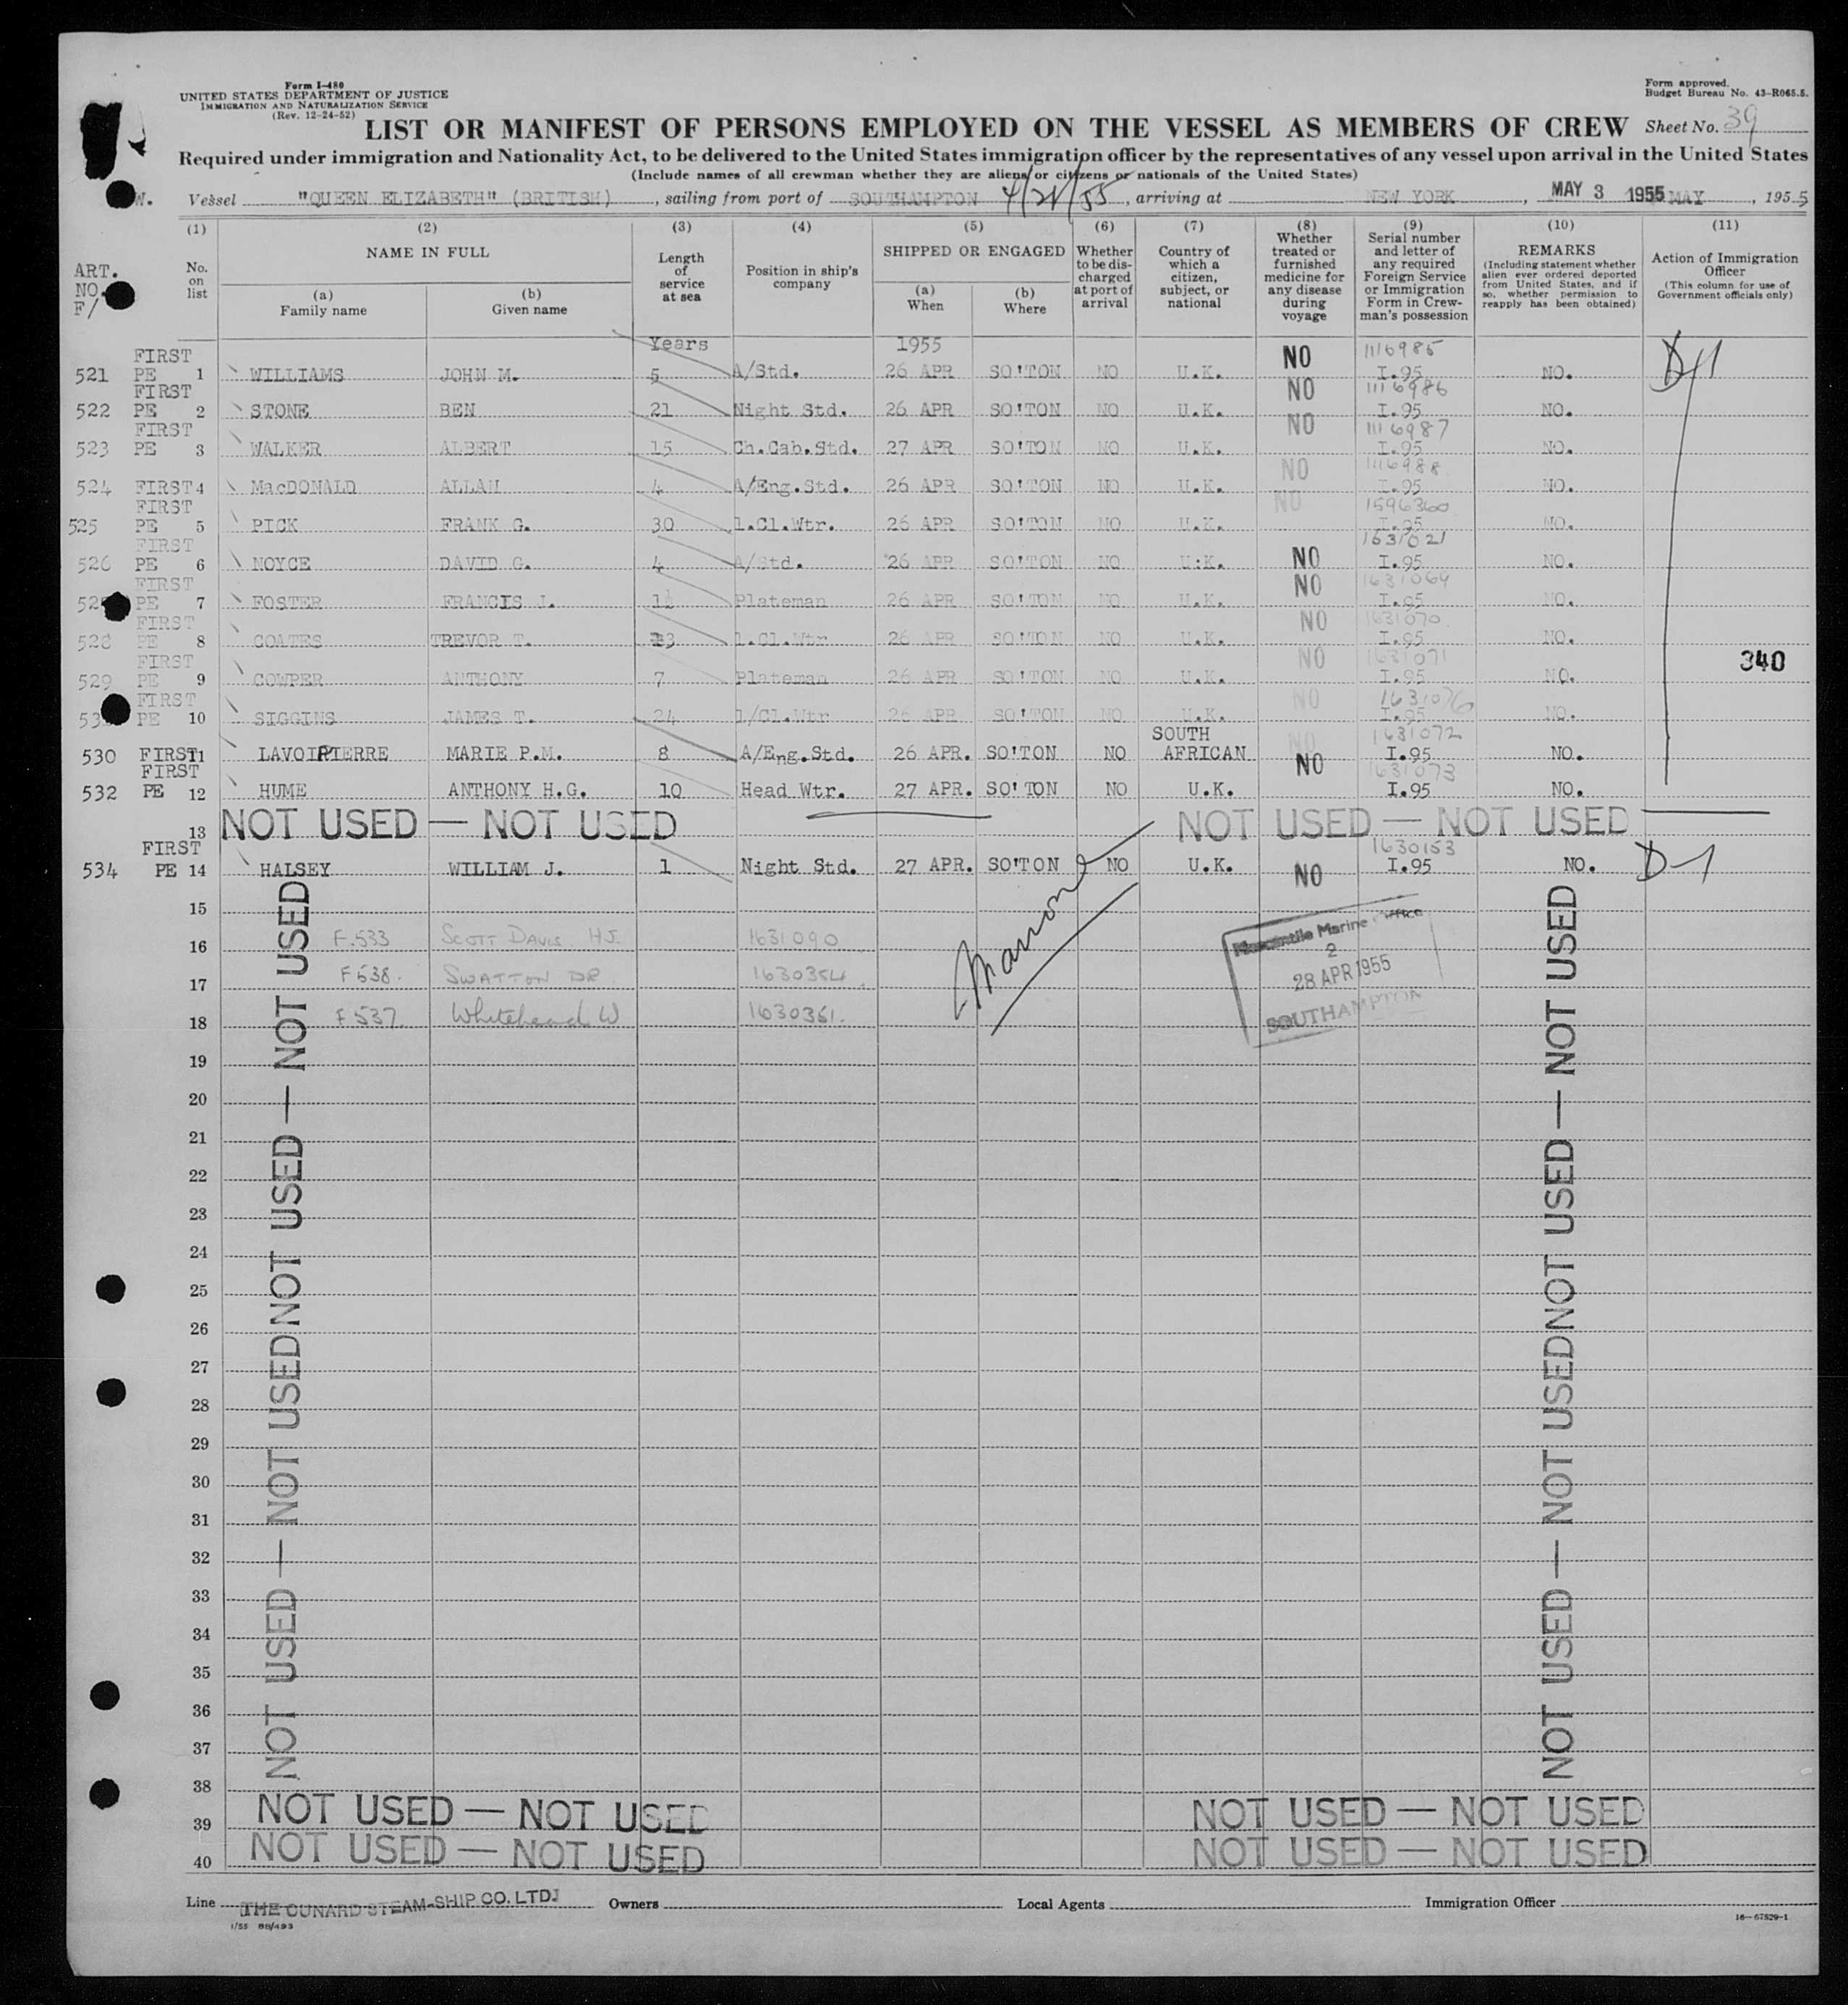 Form I-480
UNITED STATES DEPARTMENT OF JUSTICE
IMMIGRATION AND NATURALIZATION SERVICE
(Rev. 12-24-52)
Form approved.
Budget Bureau No. 43-R065.5.
LIST OR MANIFEST OF PERSONS EMPLOYED ON THE VESSEL AS MEMBERS OF CREW Sheet No. 39
Required under immigration and Nationality Act, to be delivered to the United States immigration officer by the representatives of any vessel upon arrival in the United States
(Include names of all crewman whether they are aliens or citizens or nationals of the United States)
W. Vessel "QUEEN ELIZABETH" (BRITISH), sailing from port of SOUTHAMPTON 4/28/55, arriving at NEW YORK, MAY 3 1955 MAY, 1955
(1) (2) (3) (4) (5) (6) (7) (8) (9) (10) (11)
ART. NO. F/
No. on list
NAME IN FULL
(a) Family name
(b) Given name
Length of service at sea
Position in ship's company
SHIPPED OR ENGAGED
(a) When
(b) Where
Whether to be discharged at port of arrival
Country of which a citizen, subject, or national
Whether treated or furnished medicine for any disease during voyage
Serial number and letter of any required Foreign Service or Immigration Form in Crewman's possession
REMARKS
(Including statement whether alien ever ordered deported from United States, and if so, whether permission to reapply has been obtained)
Action of Immigration Officer
(This column for use of Government officials only)
Years 1955
521 FIRST PE 1 WILLIAMS JOHN M. 5 A/Std. 26 APR SO'TON NO U.K. NO 1116985 I.95 NO. D-1
522 FIRST PE 2 STONE BEN 21 Night Std. 26 APR SO'TON NO U.K. NO 1116986 I.95 NO.
523 FIRST PE 3 WALKER ALBERT 15 Ch.Cab.Std. 27 APR SO'TON NO U.K. NO 1116987 I.95 NO.
524 FIRST 4 MacDONALD ALLAN 4 A/Eng.Std. 26 APR SO'TON NO U.K. NO 1116988 I.95 NO.
525 FIRST PE 5 PICK FRANK G. 30 1.Cl.Wtr. 26 APR SO'TON NO U.K. NO 1596360 I.95 NO.
526 FIRST PE 6 NOYCE DAVID G. 4 A/Std. 26 APR SO'TON NO U.K. NO 1631021 I.95 NO.
FIRST PE 7 FOSTER FRANCIS J. 1½ Plateman 26 APR SO'TON NO U.K. NO 1631069 I.95 NO.
528 FIRST PE 8 COATES TREVOR T. 13 1.Cl.Wtr 26 APR SO'TON NO U.K. NO 1631070 I.95 NO.
529 FIRST PE 9 COWPER ANTHONY 7 Plateman 26 APR SO'TON NO U.K. NO 1631071 I.95 NO. 340
FIRST PE 10 SIGGINS JAMES T. 24 1/Cl.Wtr 26 APR SO'TON NO U.K. NO 1631076 I.95 NO.
530 FIRST 11 LAVOIPIERRE MARIE P.M. 8 A/Eng.Std. 26 APR. SO'TON NO SOUTH AFRICAN NO 1631072 I.95 NO.
532 FIRST PE 12 HUME ANTHONY H.G. 10 Head Wtr. 27 APR. SO'TON NO U.K. NO 1631073 I.95 NO.
13 NOT USED — NOT USED NOT USED — NOT USED
534 FIRST PE 14 HALSEY WILLIAM J. 1 Night Std. 27 APR. SO'TON NO U.K. NO 1630153 I.95 NO. D-1
15
16 F.533 SCOTT DAVIS HJ. 1631090
17 F538. SWATTON DR. 1630354.
18 F537. Whitehead W 1630361.
Mercantile Marine Office
2
28 APR 1955
SOUTHAMPTON
NOT USED — NOT USED — NOT USED NOT USED — NOT USED — NOT USED
NOT USED — NOT USED — NOT USED NOT USED — NOT USED — NOT USED
19
20
21
22
23
24
25
26
27
28
29
30
31
32
33
34
35
36
37
38
39 NOT USED — NOT USED NOT USED — NOT USED
40 NOT USED — NOT USED NOT USED — NOT USED
Line THE CUNARD STEAM-SHIP CO. LTD. Owners Local Agents Immigration Officer
1/55 88/493
16—67529-1